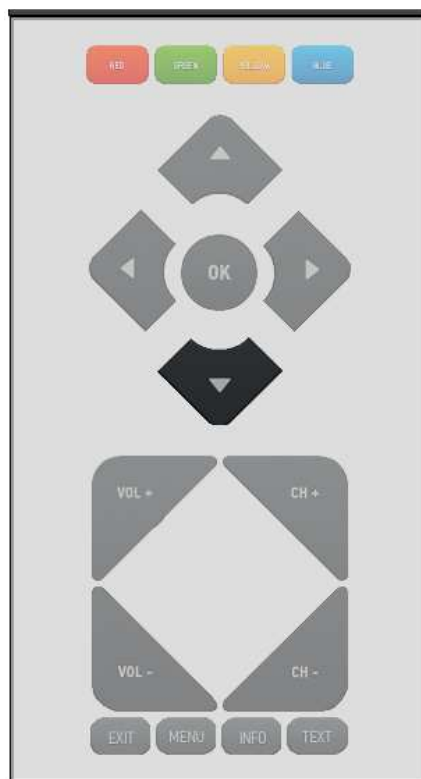 RED GREEN YELLOW BLUE
OK
VOL + CH +
VOL - CH -
EXIT MENU INFO TEXT